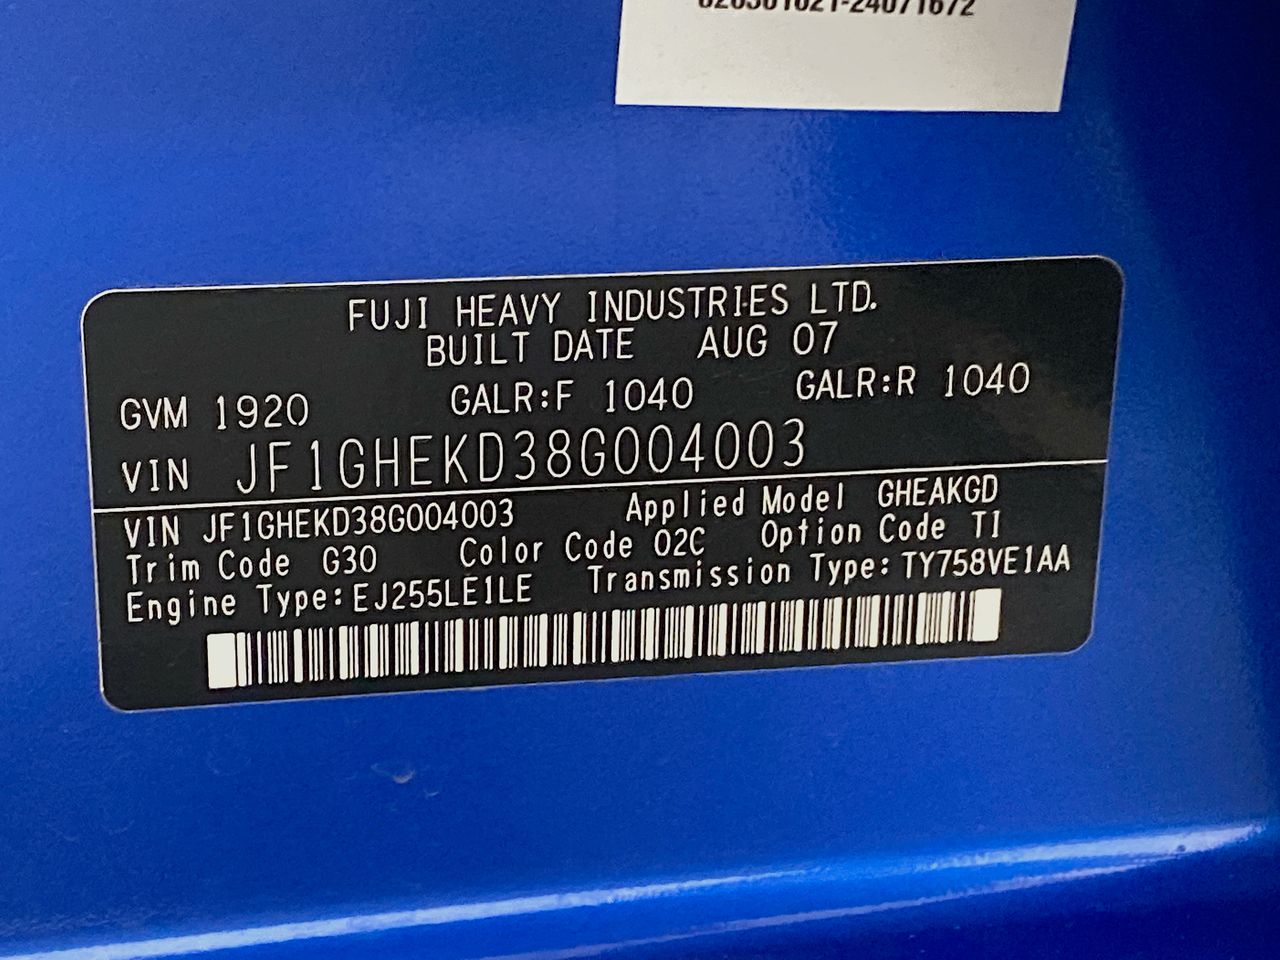 FUJI HEAVY INDUSTRIES LTD.
BUILT DATE AUG 07
GVM 1920 GALR:F 1040 GALR:R 1040
VIN JF1GHEKD38G004003
VIN JF1GHEKD38G004003 Applied Model GHEAKGD
Trim Code G30 Color Code 02C Option Code TI
Engine Type:EJ255LE1LE Transmission Type:TY758VE1AA